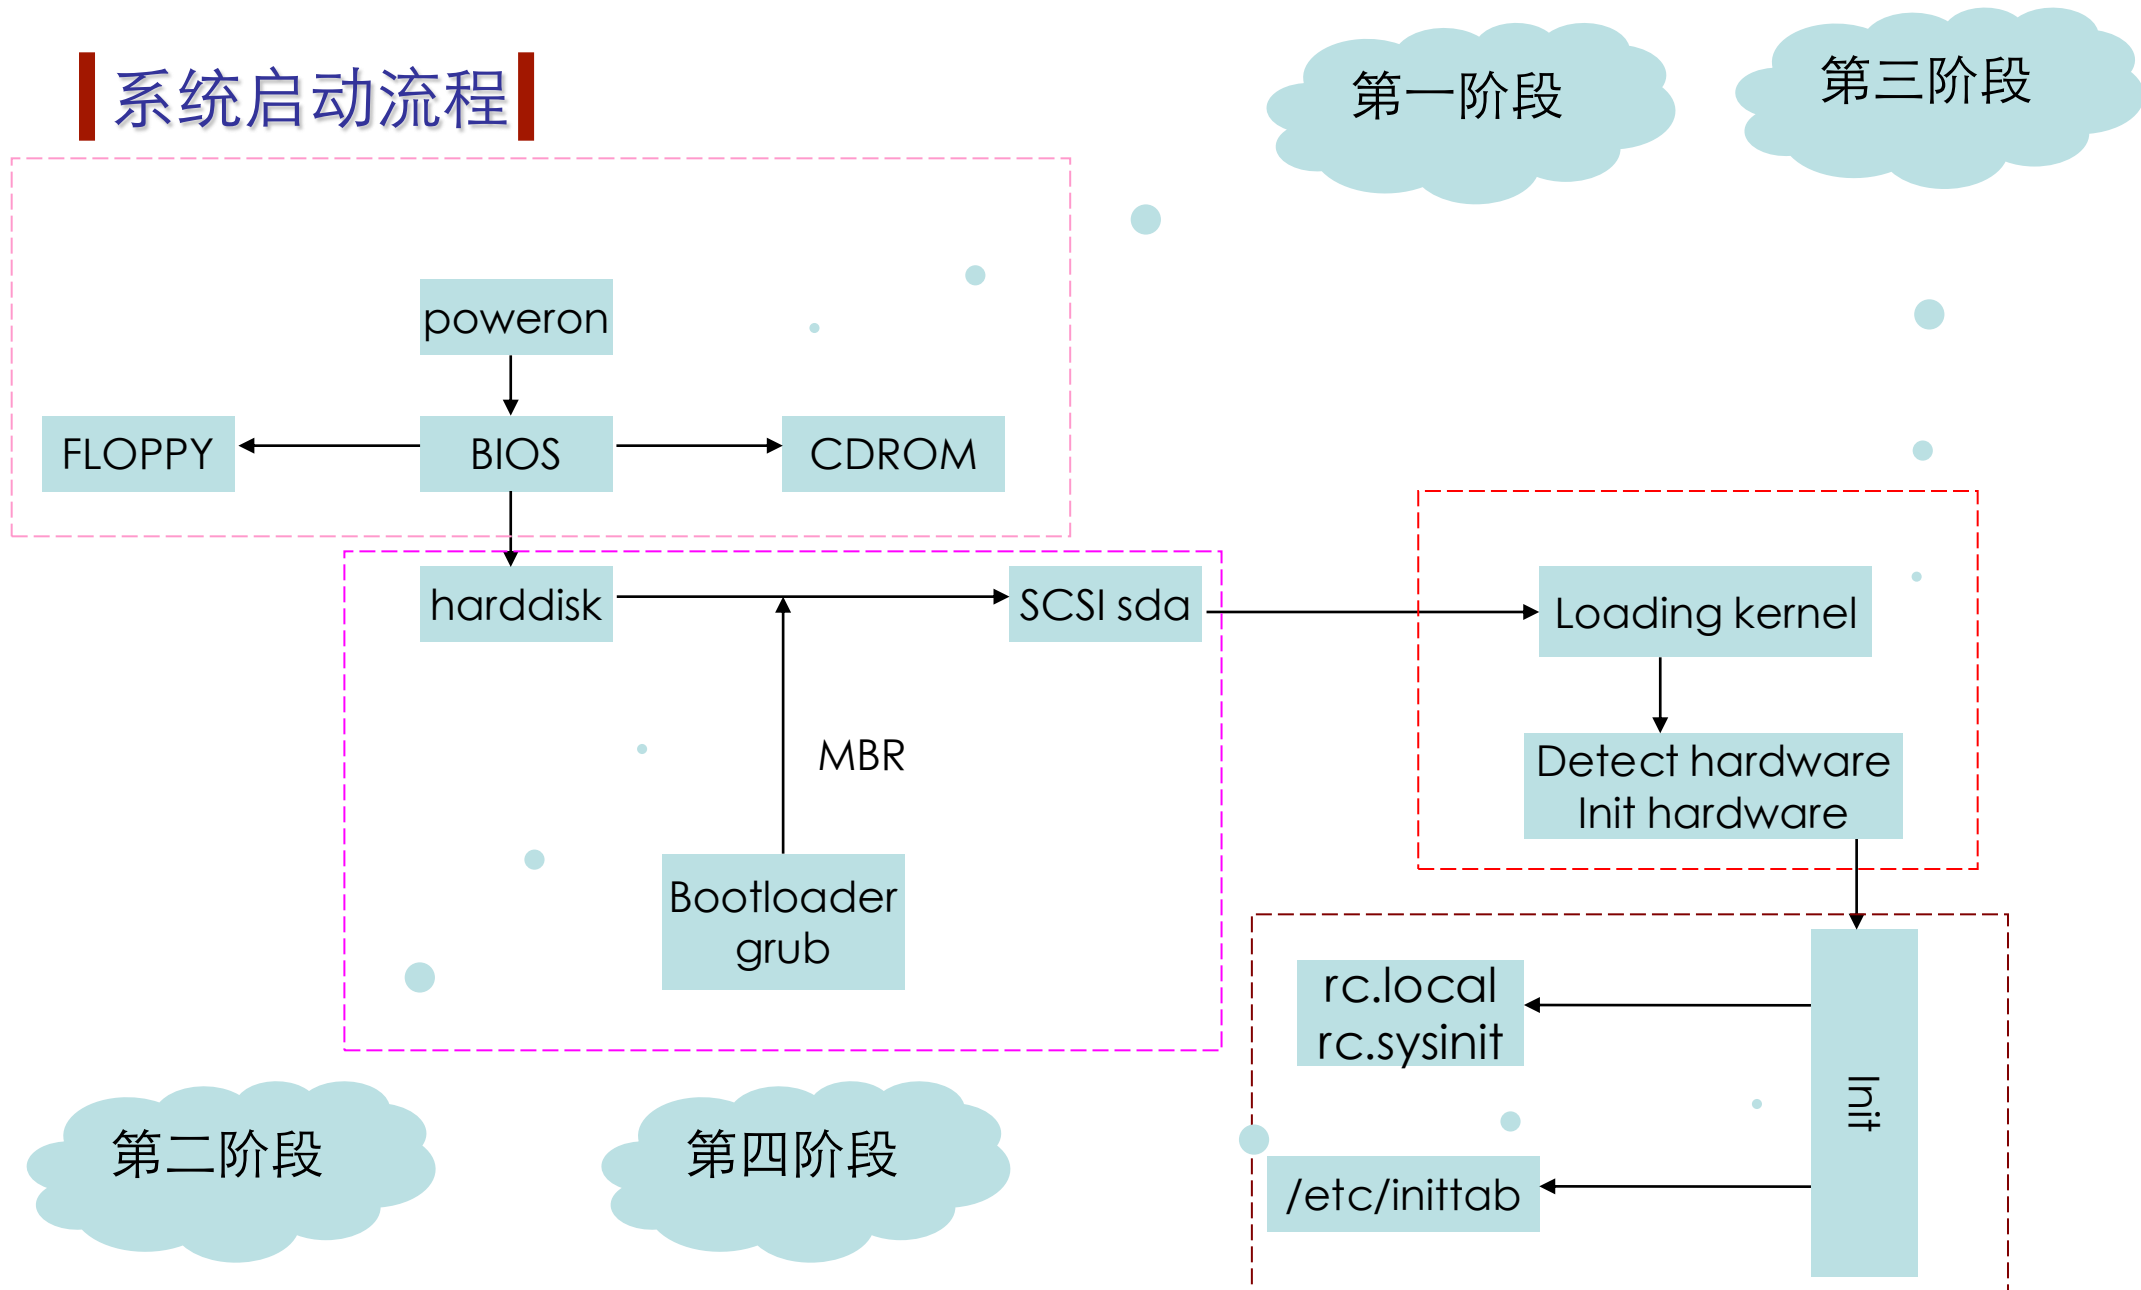 系统启动流程
第一阶段
第三阶段
poweron
FLOPPY
BIOS
CDROM
harddisk
SCSI sda
Loading kernel
MBR
Detect hardware
Init hardware
Bootloader
grub
rc.local
rc.sysinit
Init
/etc/inittab
第二阶段
第四阶段